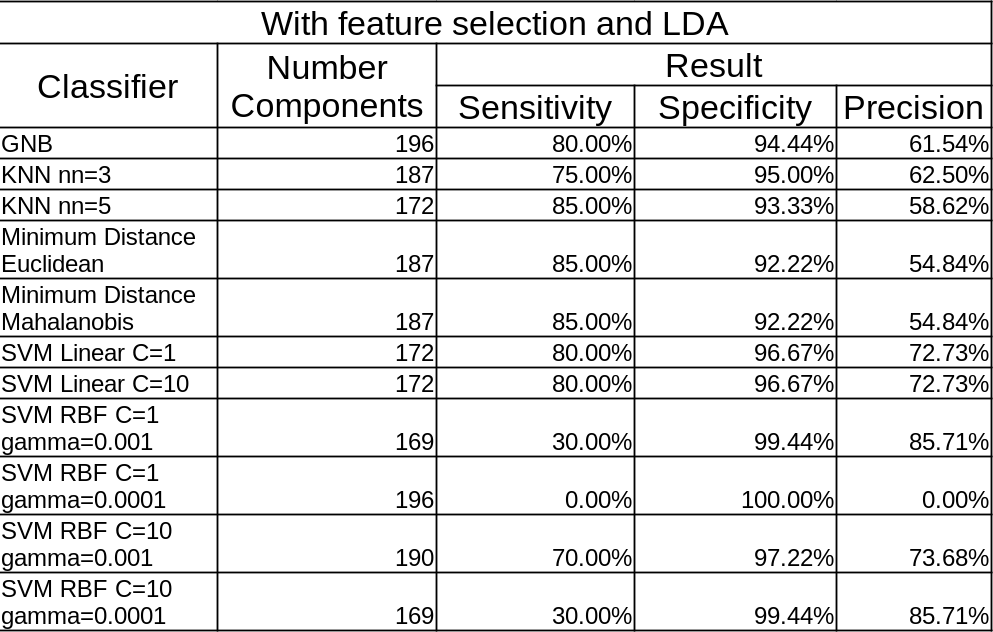 With feature selection and LDA
Classifier
Number
Components
Result
Sensitivity Specificity Precision
GNB 196 80.00% 94.44% 61.54%
KNN nn=3 187 75.00% 95.00% 62.50%
KNN nn=5 172 85.00% 93.33% 58.62%
Minimum Distance
Euclidean 187 85.00% 92.22% 54.84%
Minimum Distance
Mahalanobis 187 85.00% 92.22% 54.84%
SVM Linear C=1 172 80.00% 96.67% 72.73%
SVM Linear C=10 172 80.00% 96.67% 72.73%
SVM RBF C=1
gamma=0.001 169 30.00% 99.44% 85.71%
SVM RBF C=1
gamma=0.0001 196 0.00% 100.00% 0.00%
SVM RBF C=10
gamma=0.001 190 70.00% 97.22% 73.68%
SVM RBF C=10
gamma=0.0001 169 30.00% 99.44% 85.71%